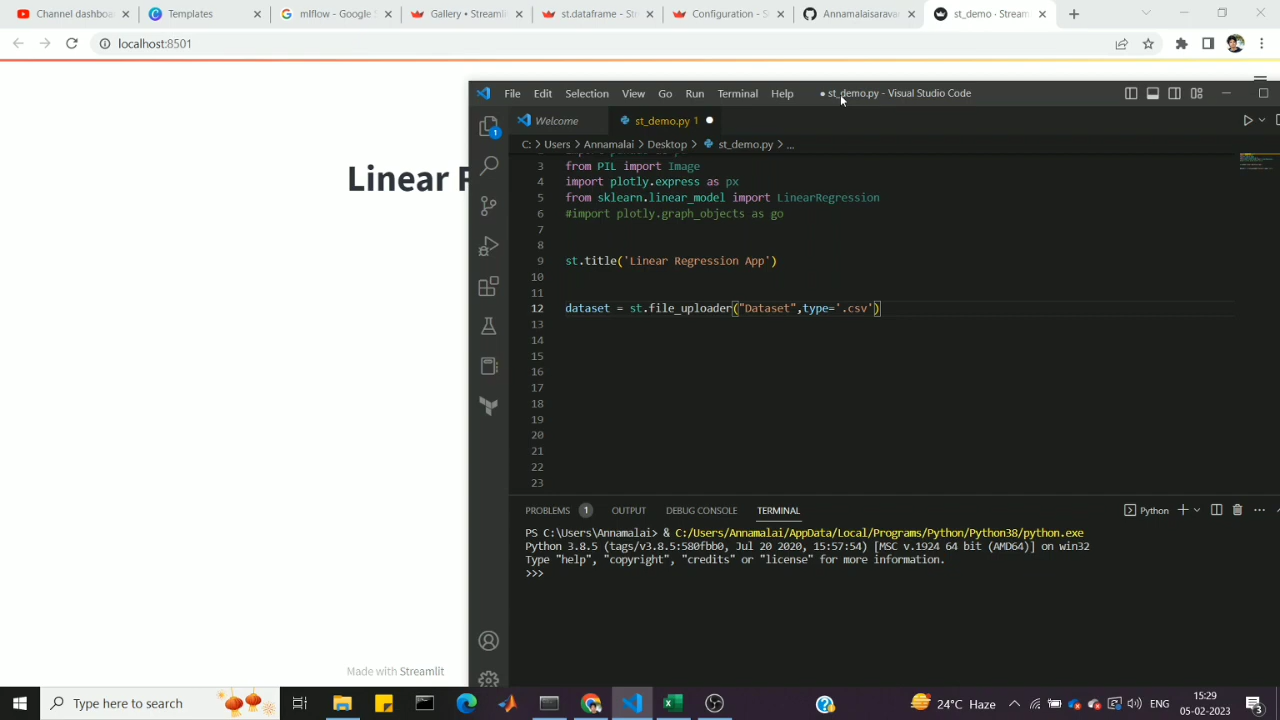 Channel dashboa
Templates
mlflow - Google S
Gallery • Streamli
st.dataframe - Str
Configuration - S
Annamalaisaravan
st_demo · Stream
localhost:8501
Linear
Made with Streamlit
File Edit Selection View Go Run Terminal Help
● st_demo.py - Visual Studio Code
Welcome
st_demo.py 1
C: > Users > Annamalai > Desktop > st_demo.py > ...
3 from PIL import Image
4 import plotly.express as px
5 from sklearn.linear_model import LinearRegression
6 #import plotly.graph_objects as go
7
8
9 st.title('Linear Regression App')
10
11
12 dataset = st.file_uploader("Dataset",type='.csv')
13
14
15
16
17
18
19
20
21
22
23
PROBLEMS 1 OUTPUT DEBUG CONSOLE TERMINAL
Python
PS C:\Users\Annamalai> & C:/Users/Annamalai/AppData/Local/Programs/Python/Python38/python.exe
Python 3.8.5 (tags/v3.8.5:580fbb0, Jul 20 2020, 15:57:54) [MSC v.1924 64 bit (AMD64)] on win32
Type "help", "copyright", "credits" or "license" for more information.
>>>
Type here to search
24°C Haze
ENG
15:29
05-02-2023
3